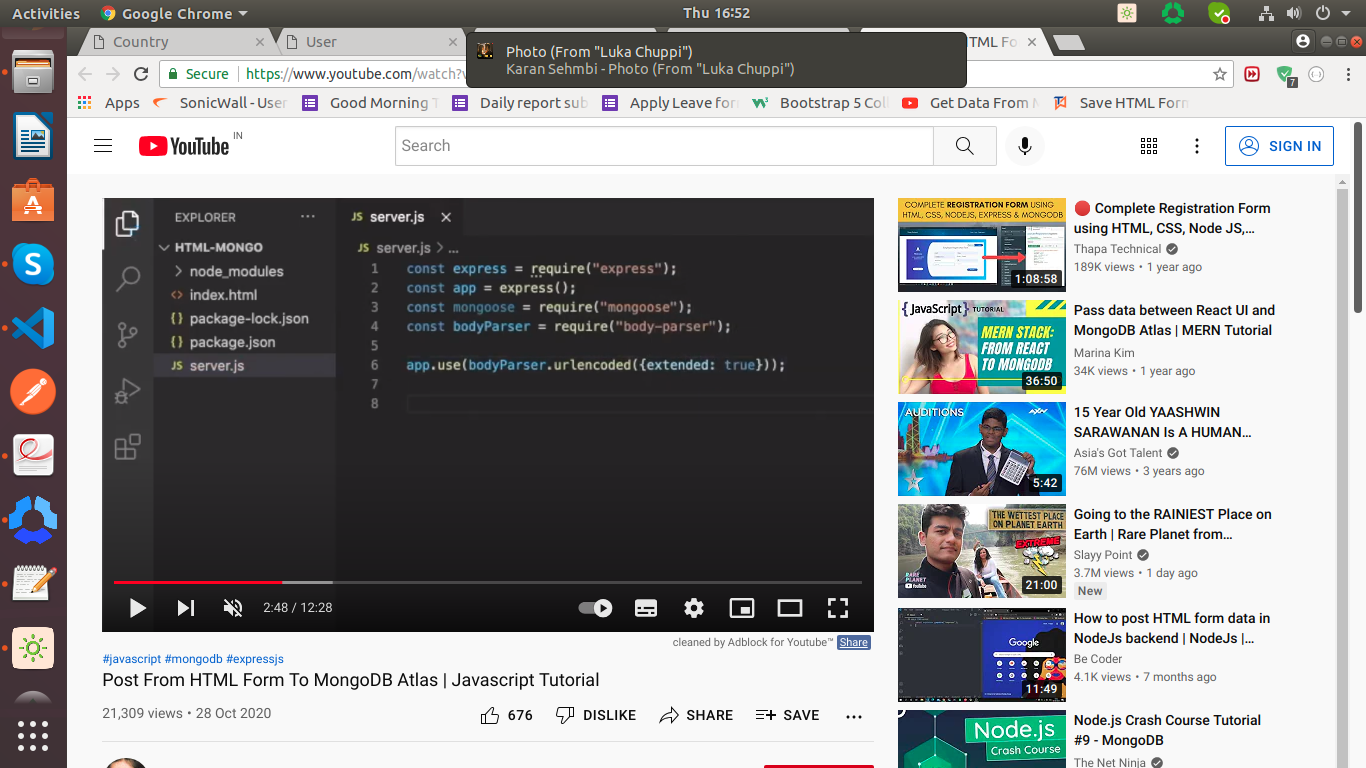 Activities
Google Chrome
Thu 16:52
Country
User
TML Fo
Photo (From "Luka Chuppi")
Karan Sehmbi - Photo (From "Luka Chuppi")
Secure
https://www.youtube.com/watch?v
7
Apps
SonicWall - User
Good Morning T
Daily report sub
Apply Leave for
Bootstrap 5 Coll
Get Data From M
Save HTML Form
YouTube
IN
Search
SIGN IN
EXPLORER
JS server.js
HTML-MONGO
JS server.js > ...
node_modules
index.html
package-lock.json
package.json
JS server.js
1 const express = require("express");
2 const app = express();
3 const mongoose = require("mongoose");
4 const bodyParser = require("body-parser");
5
6 app.use(bodyParser.urlencoded({extended: true}));
7
8
2:48 / 12:28
cleaned by Adblock for Youtube™ Share
#javascript #mongodb #expressjs
Post From HTML Form To MongoDB Atlas | Javascript Tutorial
21,309 views • 28 Oct 2020
676
DISLIKE
SHARE
SAVE
COMPLETE REGISTRATION FORM USING
HTML, CSS, NODEJS, EXPRESS & MONGODB
1:08:58
Complete Registration Form
using HTML, CSS, Node JS,...
Thapa Technical
189K views • 1 year ago
{JavaScript} TUTORIAL
MERN STACK:
FROM REACT
TO MONGODB
36:50
Pass data between React UI and
MongoDB Atlas | MERN Tutorial
Marina Kim
34K views • 1 year ago
AUDITIONS
AXN
5:42
15 Year Old YAASHWIN
SARAWANAN Is A HUMAN...
Asia's Got Talent
76M views • 3 years ago
THE WETTEST PLACE
ON PLANET EARTH
EXTREME
RARE
PLANET
YouTube
21:00
Going to the RAINIEST Place on
Earth | Rare Planet from...
Slayy Point
3.7M views • 1 day ago
New
Google
11:49
How to post HTML form data in
NodeJs backend | NodeJs |...
Be Coder
4.1K views • 7 months ago
Node.js
Crash Course
Node.js Crash Course Tutorial
#9 - MongoDB
The Net Ninja